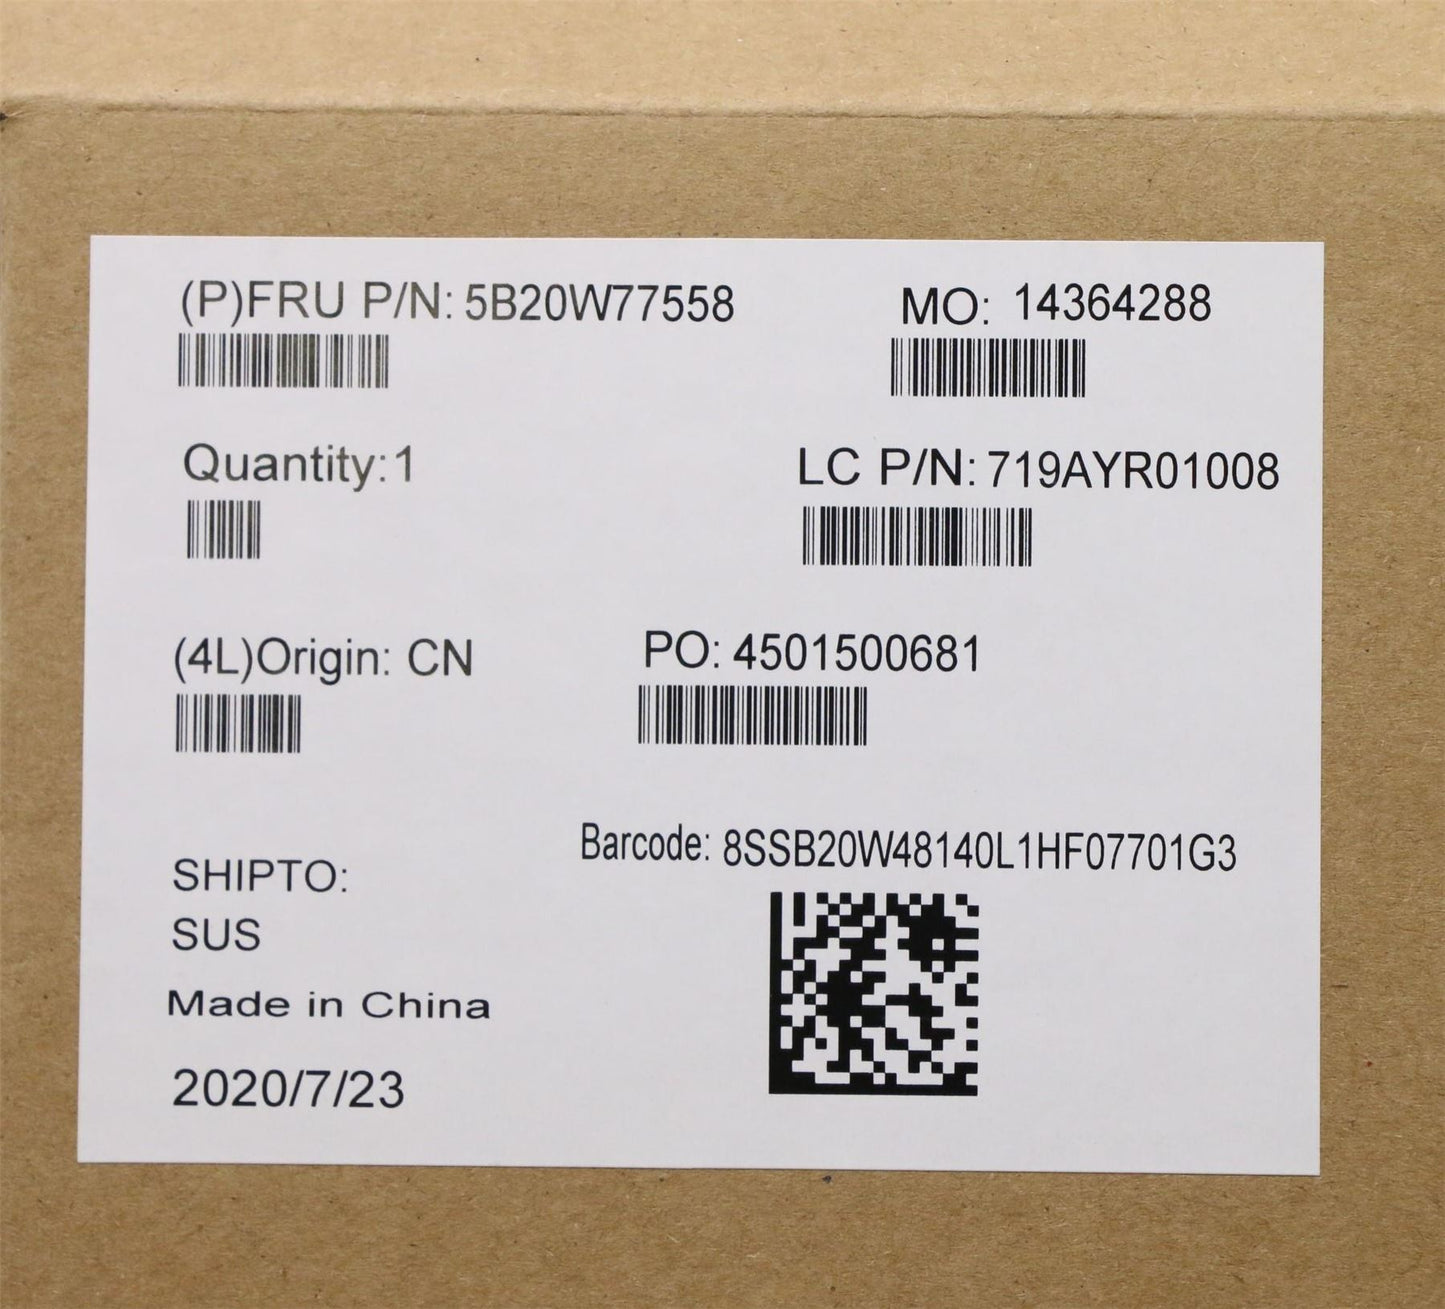 (P)FRU P/N: 5B20W77558
MO: 14364288
Quantity:1
LC P/N: 719AYR01008
(4L)Origin: CN
PO: 4501500681
Barcode: 8SSB20W48140L1HF07701G3
SHIPTO:
SUS
Made in China
2020/7/23